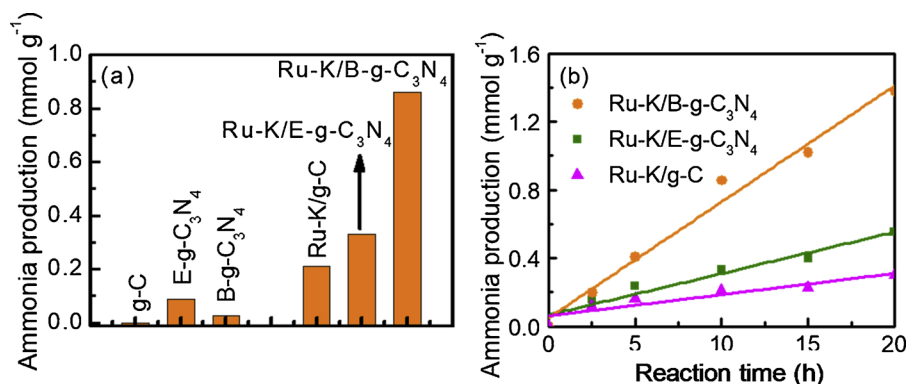 Ammonia production (mmol g⁻¹)
1.0
0.8
0.6
0.4
0.2
0.0
(a)
g-C
E-g-C₃N₄
B-g-C₃N₄
Ru-K/g-C
Ru-K/E-g-C₃N₄
Ru-K/B-g-C₃N₄
Ammonia production (mmol g⁻¹)
1.6
1.2
0.8
0.4
0.0
(b)
Ru-K/B-g-C₃N₄
Ru-K/E-g-C₃N₄
Ru-K/g-C
0 5 10 15 20
Reaction time (h)